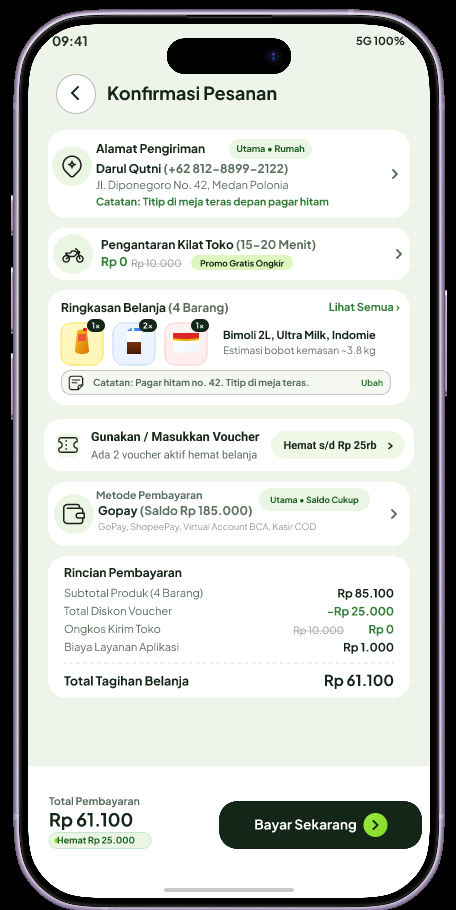 09:41 5G 100%
Konfirmasi Pesanan
Alamat Pengiriman Utama • Rumah
Darul Qutni (+62 812-8899-2122)
Jl. Diponegoro No. 42, Medan Polonia
Catatan: Titip di meja teras depan pagar hitam
Pengantaran Kilat Toko (15-20 Menit)
Rp 0 Rp 10.000 Promo Gratis Ongkir
Ringkasan Belanja (4 Barang) Lihat Semua ›
1× 2× 1×
Bimoli 2L, Ultra Milk, Indomie
Estimasi bobot kemasan ~3.8 kg
Catatan: Pagar hitam no. 42. Titip di meja teras. Ubah
Gunakan / Masukkan Voucher
Ada 2 voucher aktif hemat belanja
Hemat s/d Rp 25rb
Metode Pembayaran Utama • Saldo Cukup
Gopay (Saldo Rp 185.000)
GoPay, ShopeePay, Virtual Account BCA, Kasir COD
Rincian Pembayaran
Subtotal Produk (4 Barang) Rp 85.100
Total Diskon Voucher -Rp 25.000
Ongkos Kirim Toko Rp 10.000 Rp 0
Biaya Layanan Aplikasi Rp 1.000
Total Tagihan Belanja Rp 61.100
Total Pembayaran
Rp 61.100
Hemat Rp 25.000
Bayar Sekarang